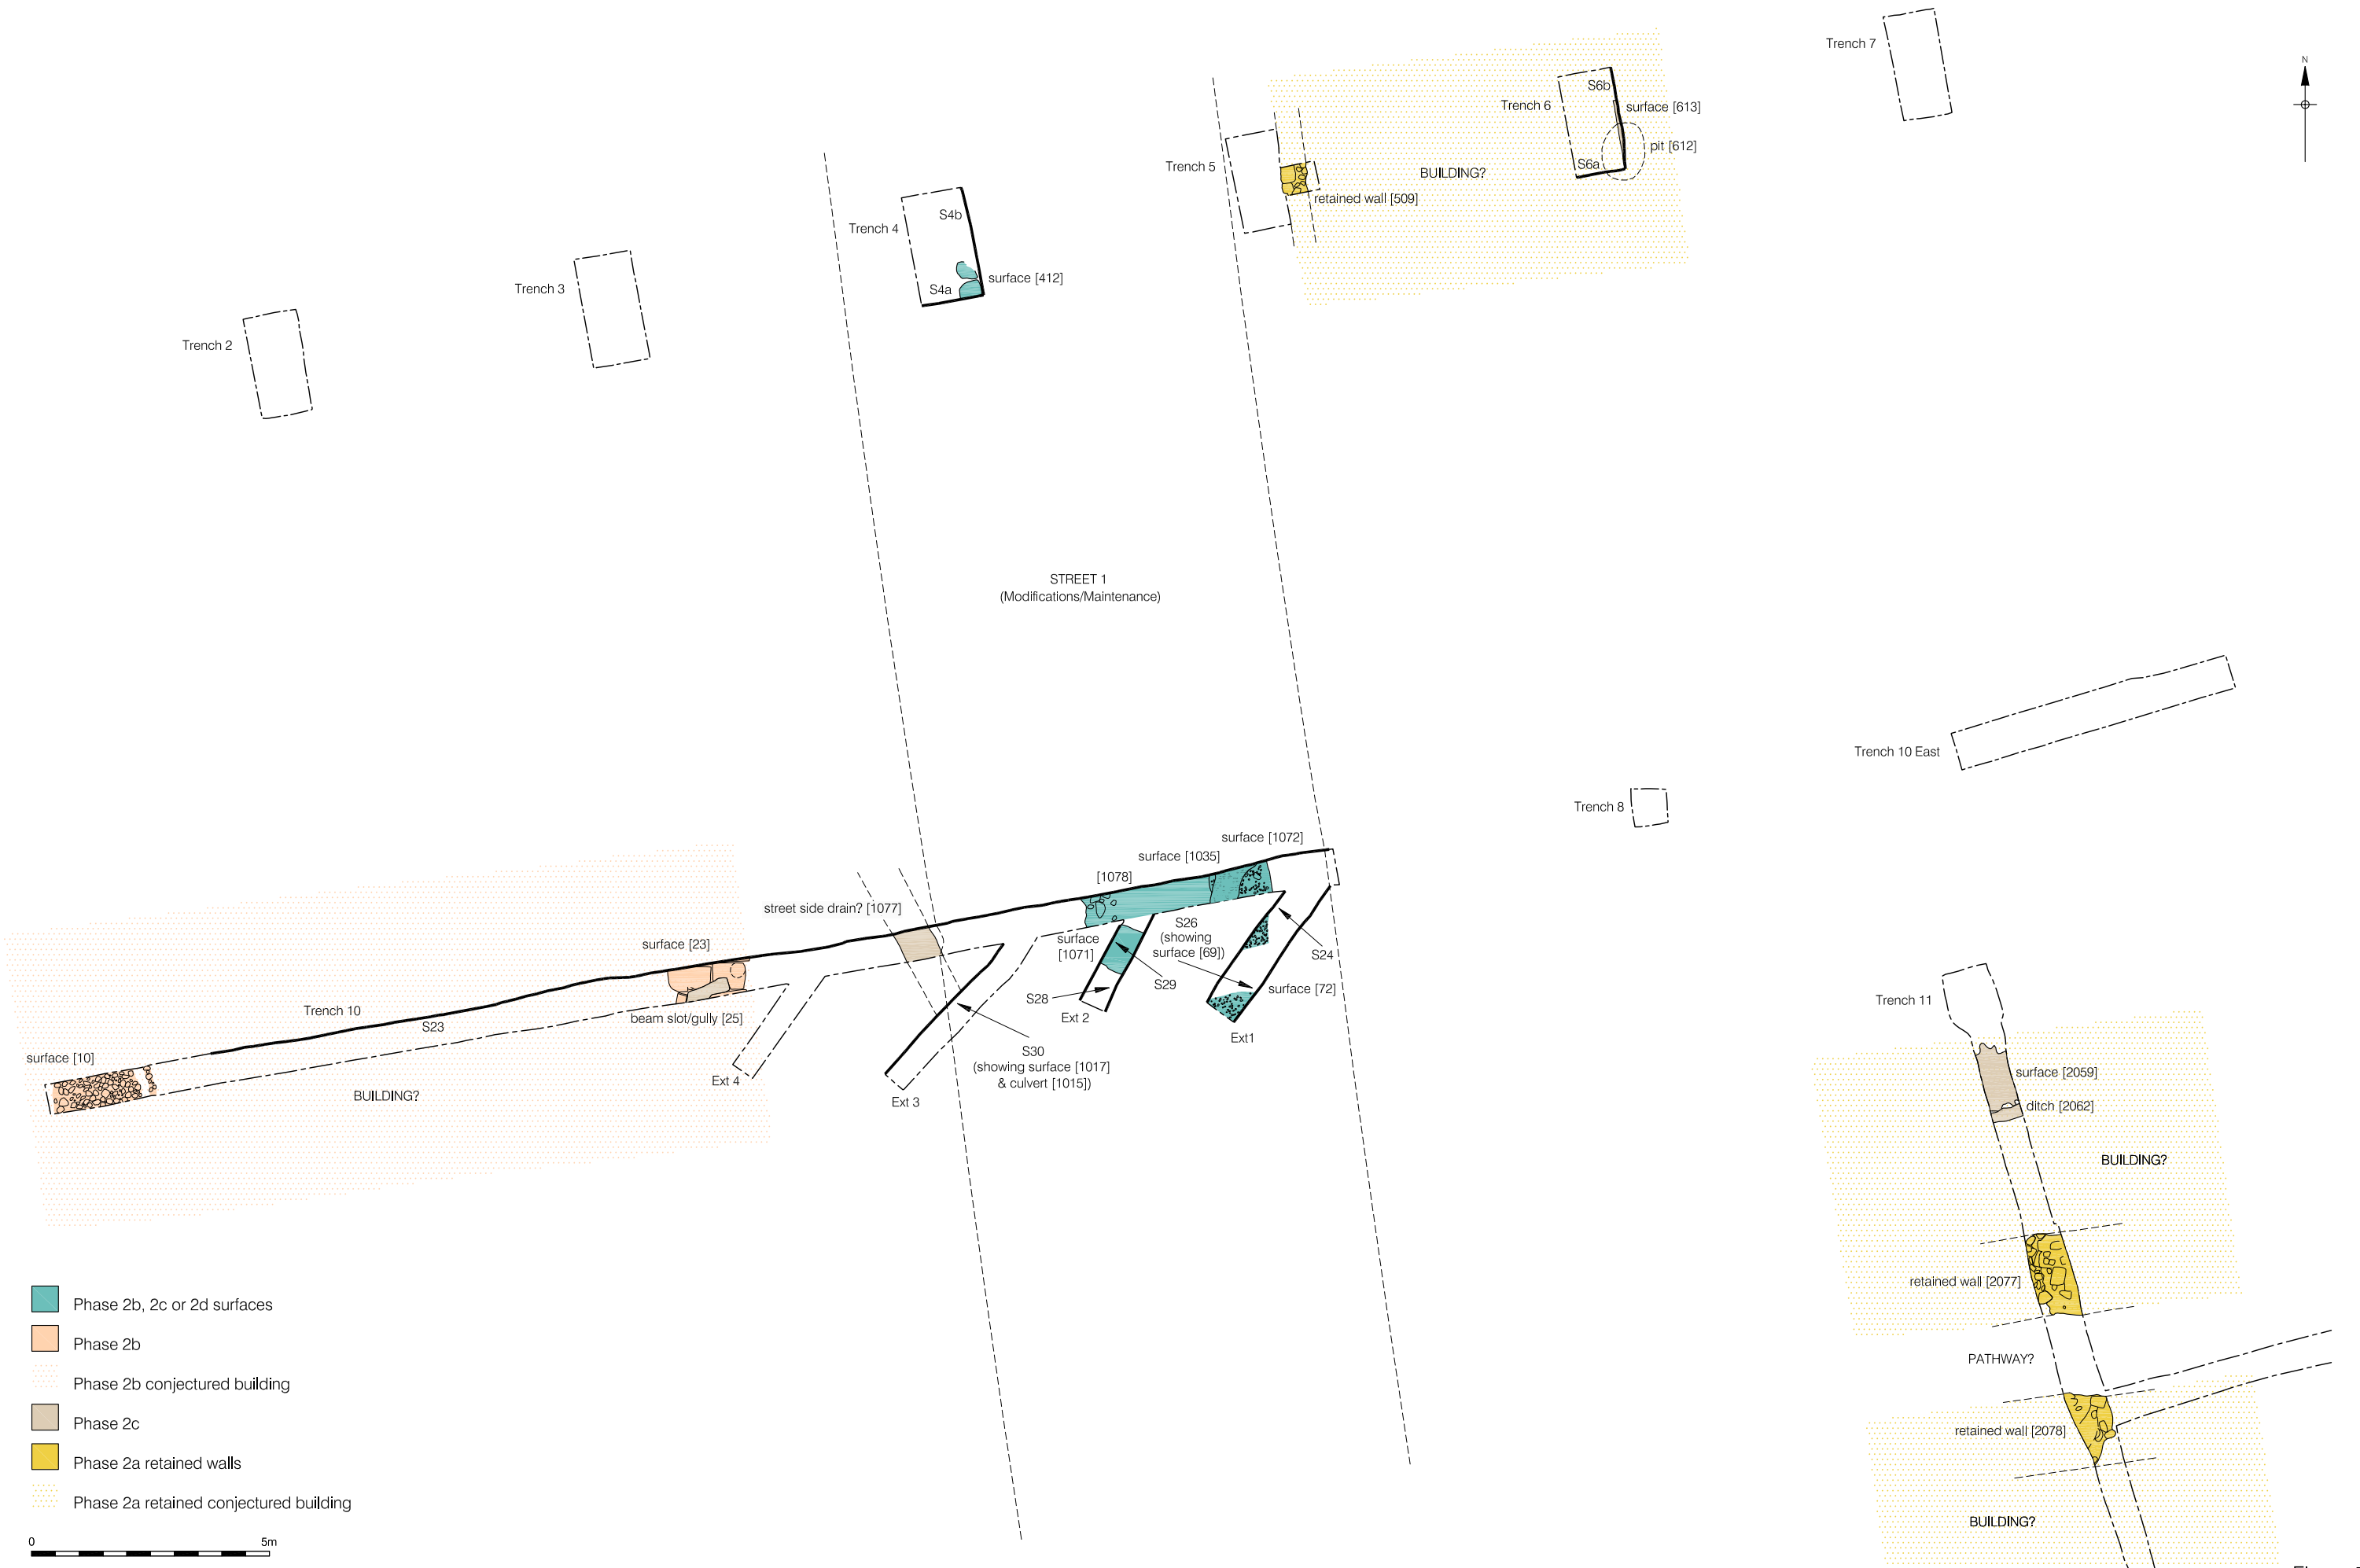 Trench 7
N
S6b
Trench 6
surface [613]
pit [612]
Trench 5
S6a
BUILDING?
retained wall [509]
S4b
Trench 4
surface [412]
S4a
Trench 3
Trench 2
STREET 1
(Modifications/Maintenance)
Trench 10 East
Trench 8
surface [1072]
surface [1035]
[1078]
street side drain? [1077]
surface [23]
S26
(showing
surface [69])
surface
[1071]
S24
S29
surface [72]
S28
Ext 2
Ext1
Trench 10
S23
beam slot/gully [25]
S30
(showing surface [1017]
& culvert [1015])
surface [10]
Ext 4
BUILDING?
Ext 3
Trench 11
surface [2059]
ditch [2062]
BUILDING?
retained wall [2077]
PATHWAY?
retained wall [2078]
BUILDING?
Phase 2b, 2c or 2d surfaces
Phase 2b
Phase 2b conjectured building
Phase 2c
Phase 2a retained walls
Phase 2a retained conjectured building
0 5m